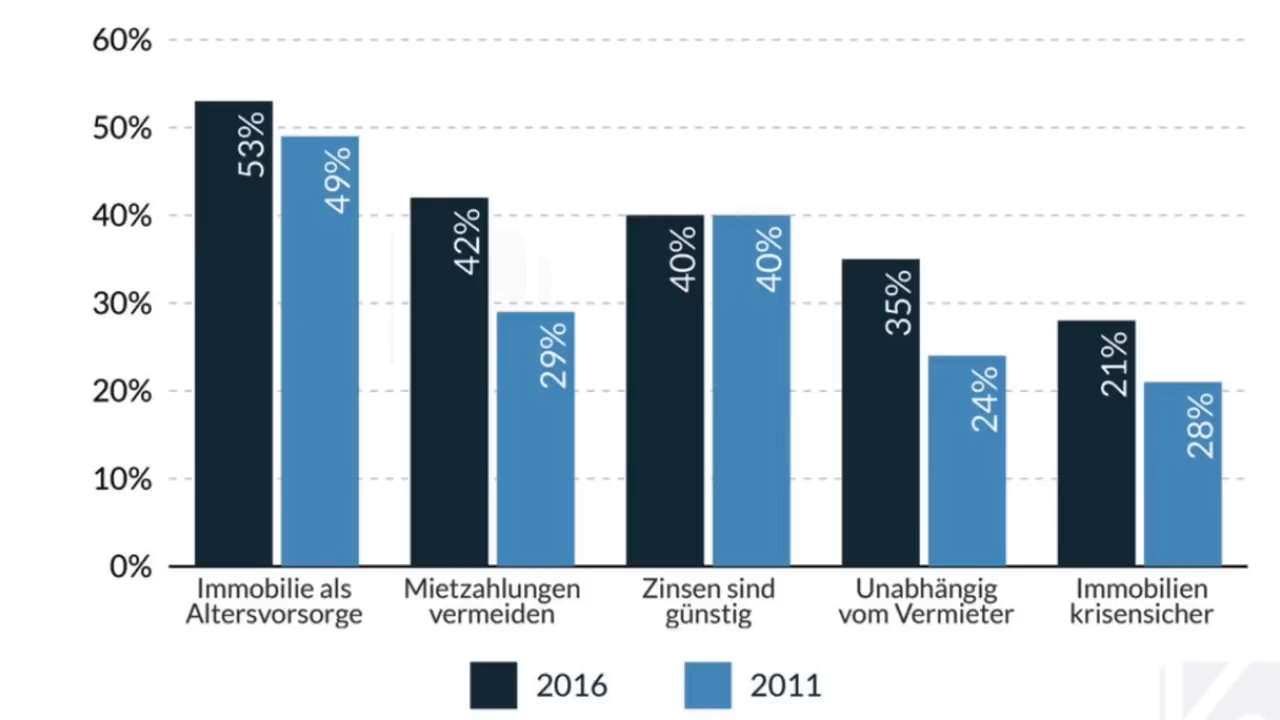 60%
50%
40%
30%
20%
10%
0%
53%
49%
42%
29%
40%
40%
35%
24%
21%
28%
Immobilie als
Altersvorsorge
Mietzahlungen
vermeiden
Zinsen sind
günstig
Unabhängig
vom Vermieter
Immobilien
krisensicher
2016
2011